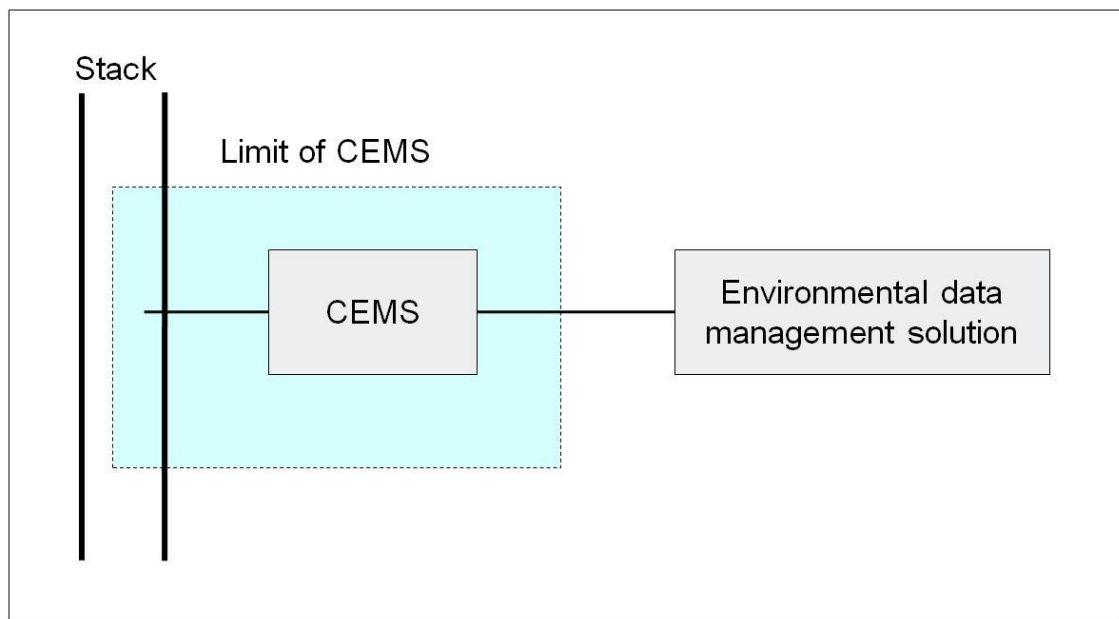 Stack
Limit of CEMS
CEMS
Environmental data
management solution